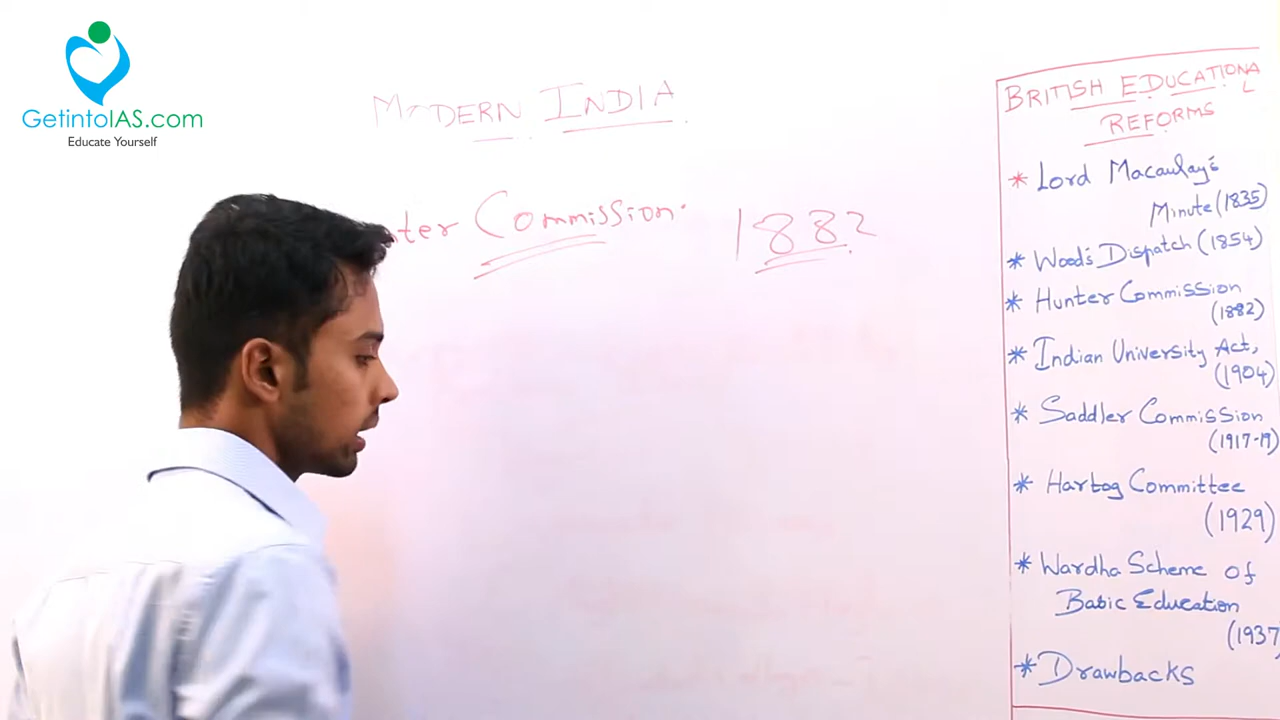 GetintoIAS.com
Educate Yourself
MODERN INDIA
nter Commission.
1882
BRITISH EDUCATIONAL
REFORMS
* Lord Macaulay's
Minute (1835)
* Wood's Dispatch (1854)
* Hunter Commission
(1882)
* Indian University Act,
(1904)
* Saddler Commission
(1917-19)
* Hartog Committee
(1929)
* Wardha Scheme of
Basic Education
(1937
* Drawbacks